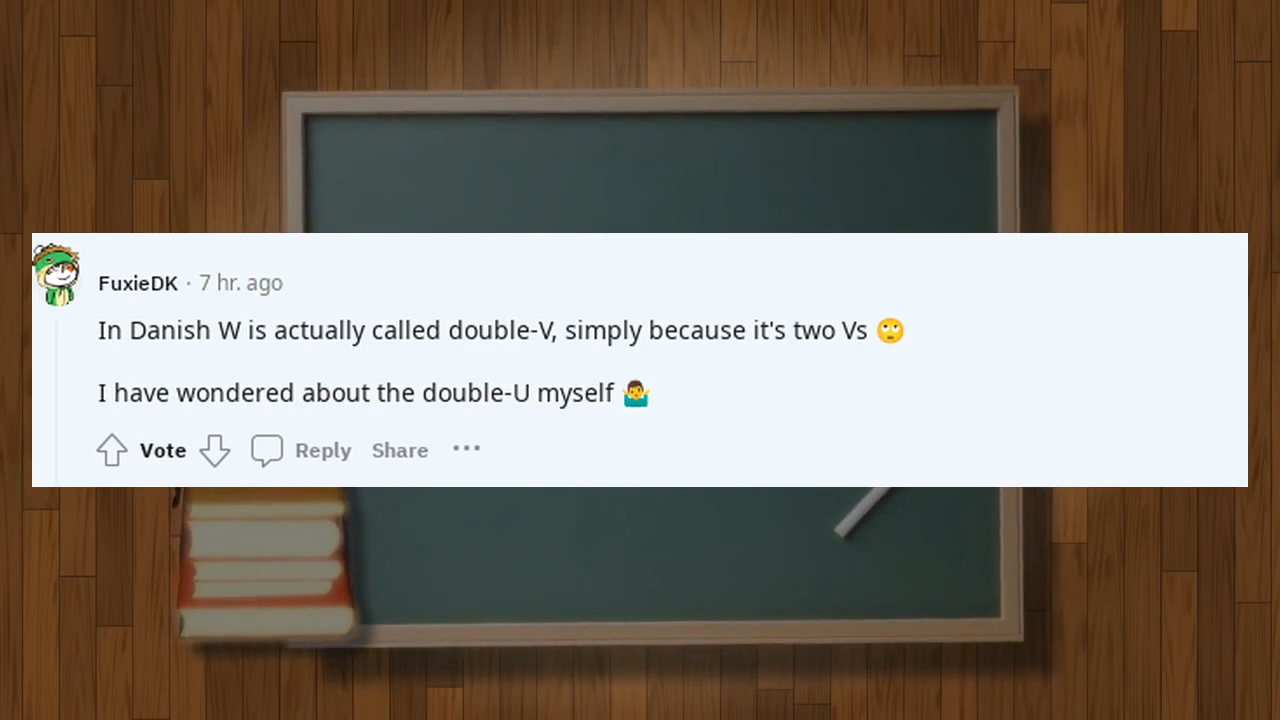 FuxieDK · 7 hr. ago
In Danish W is actually called double-V, simply because it's two Vs 🙄
I have wondered about the double-U myself 🤷‍♂️
Vote Reply Share ···